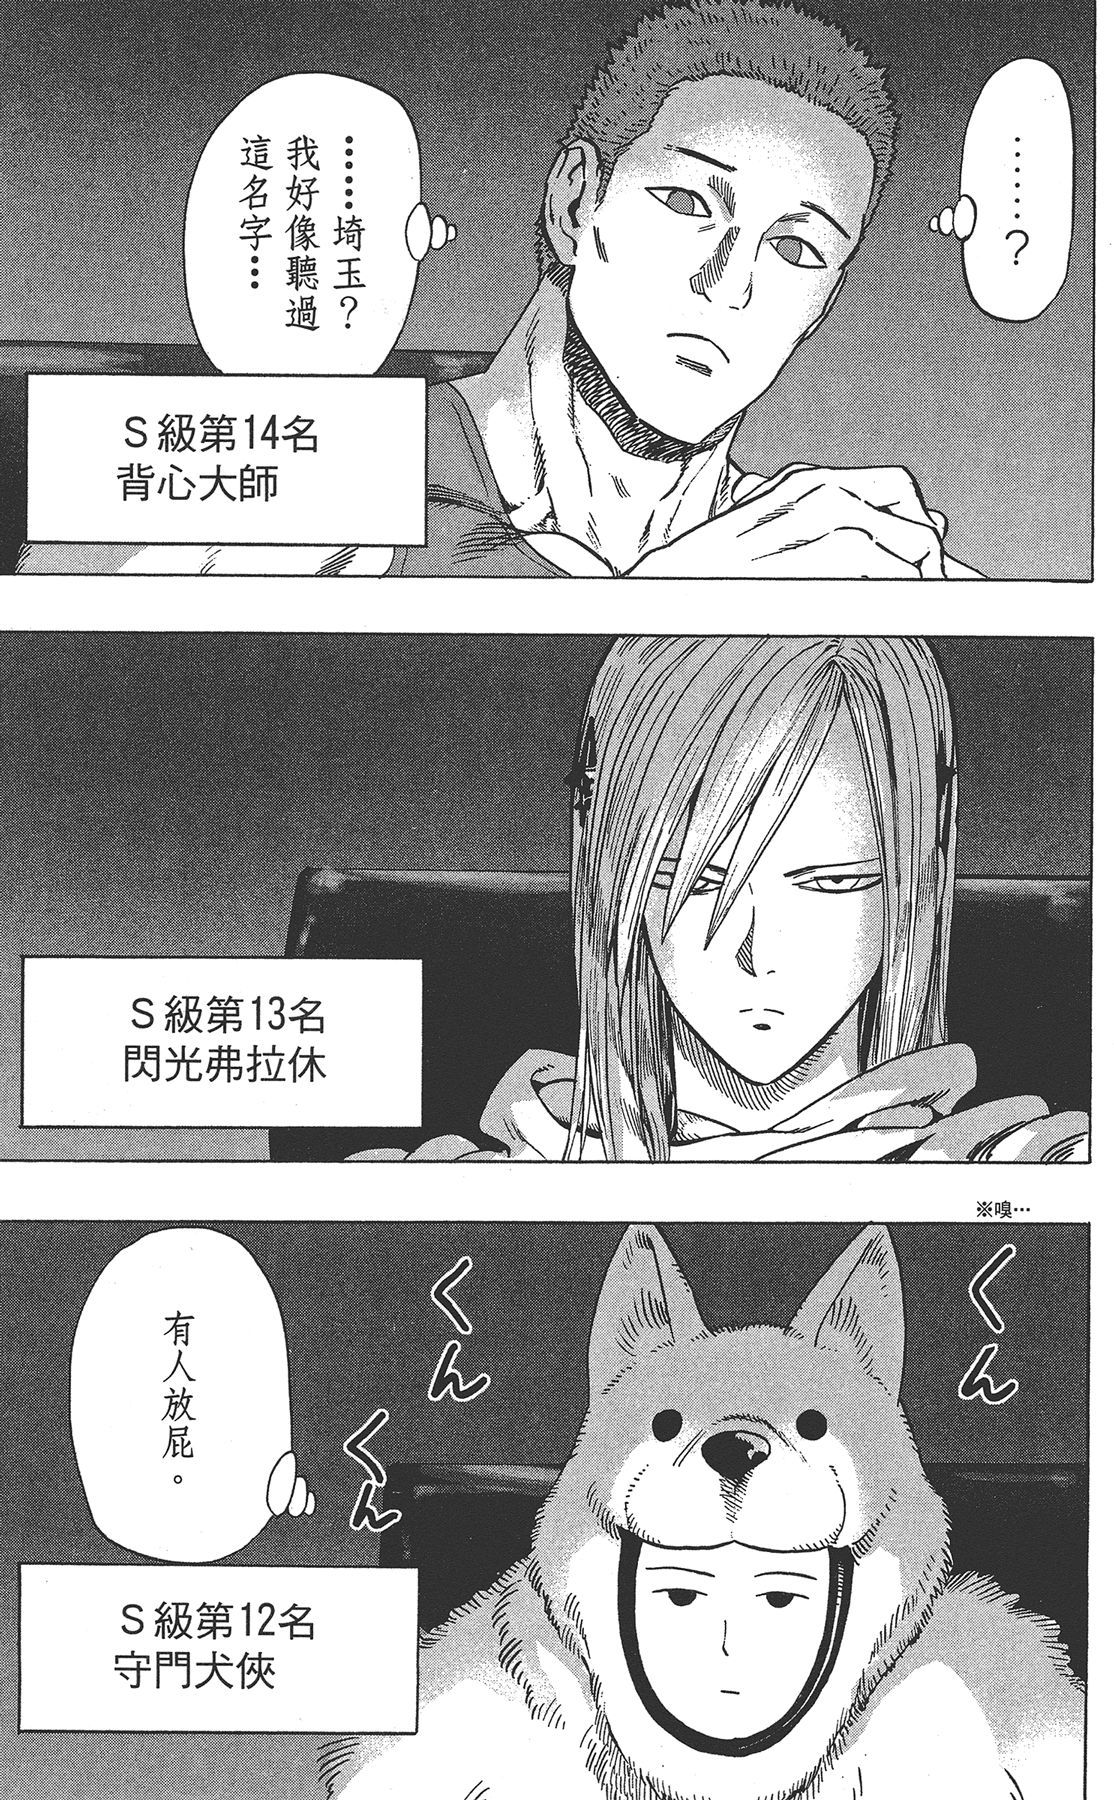 ………？
……埼玉？
我好像聽過
這名字…
Ｓ級第14名
背心大師
Ｓ級第13名
閃光弗拉休
※嗅…
くん
くん
くん
有人放屁。
Ｓ級第12名
守門犬俠